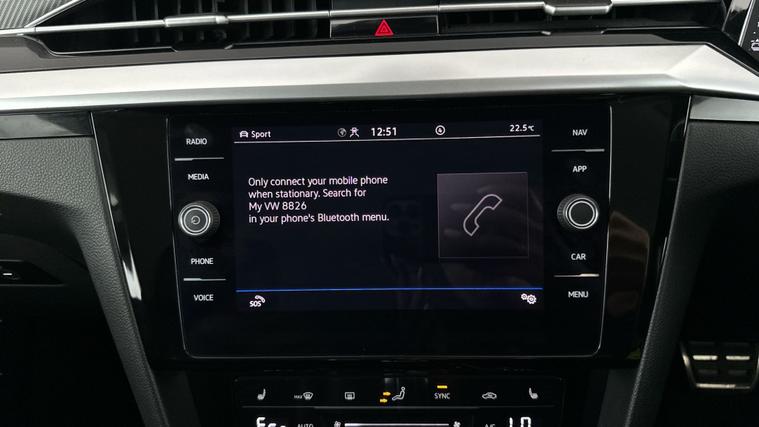 RADIO
MEDIA
PHONE
VOICE
Sport
12:51
22.5°C
Only connect your mobile phone
when stationary. Search for
My VW 8826
in your phone's Bluetooth menu.
SOS
NAV
APP
CAR
MENU
MAX
SYNC
AUTO
A/C